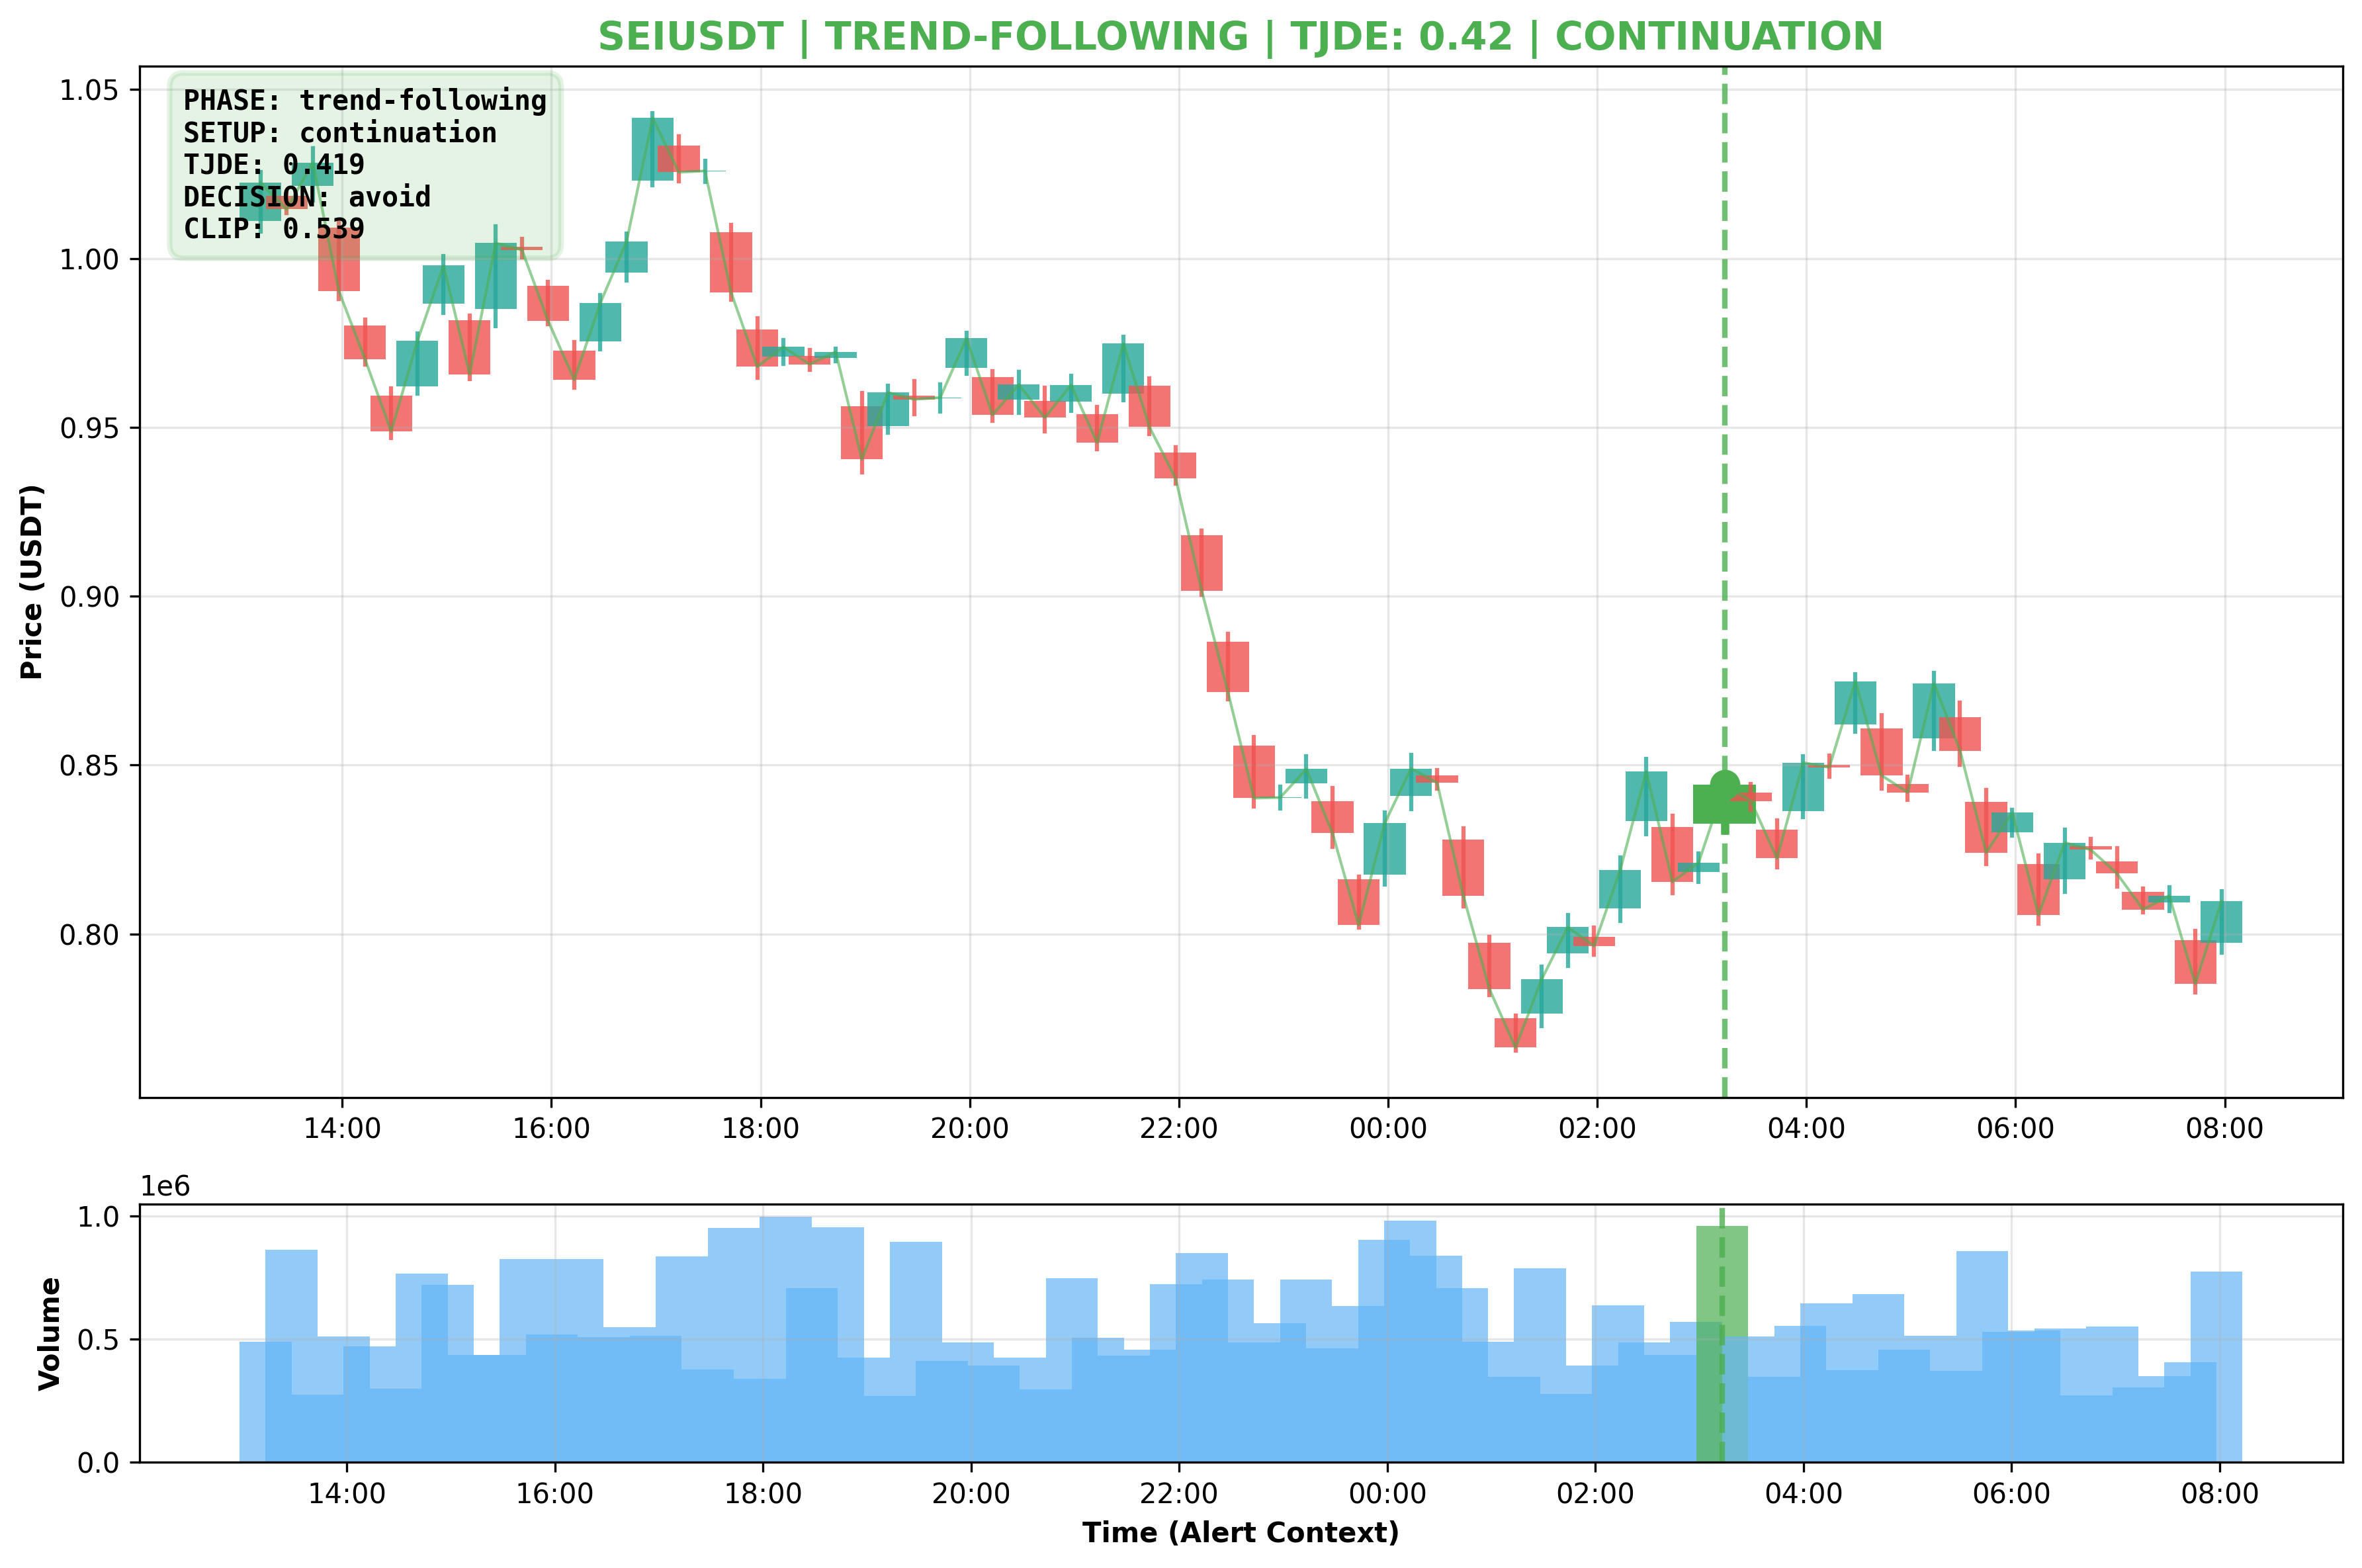 SEIUSDT | TREND-FOLLOWING | TJDE: 0.42 | CONTINUATION
PHASE: trend-following
SETUP: continuation
TJDE: 0.419
DECISION: avoid
CLIP: 0.539
Price (USDT)
1.05
1.00
0.95
0.90
0.85
0.80
14:00 16:00 18:00 20:00 22:00 00:00 02:00 04:00 06:00 08:00
1e6
Volume
1.0
0.5
0.0
14:00 16:00 18:00 20:00 22:00 00:00 02:00 04:00 06:00 08:00
Time (Alert Context)